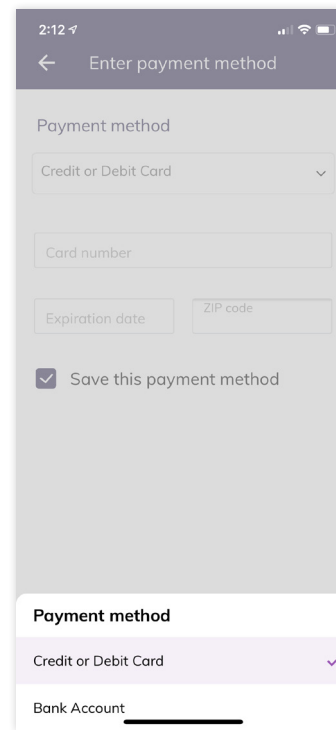 2:12
Enter payment method
Payment method
Credit or Debit Card
Card number
Expiration date
ZIP code
Save this payment method
Payment method
Credit or Debit Card
Bank Account